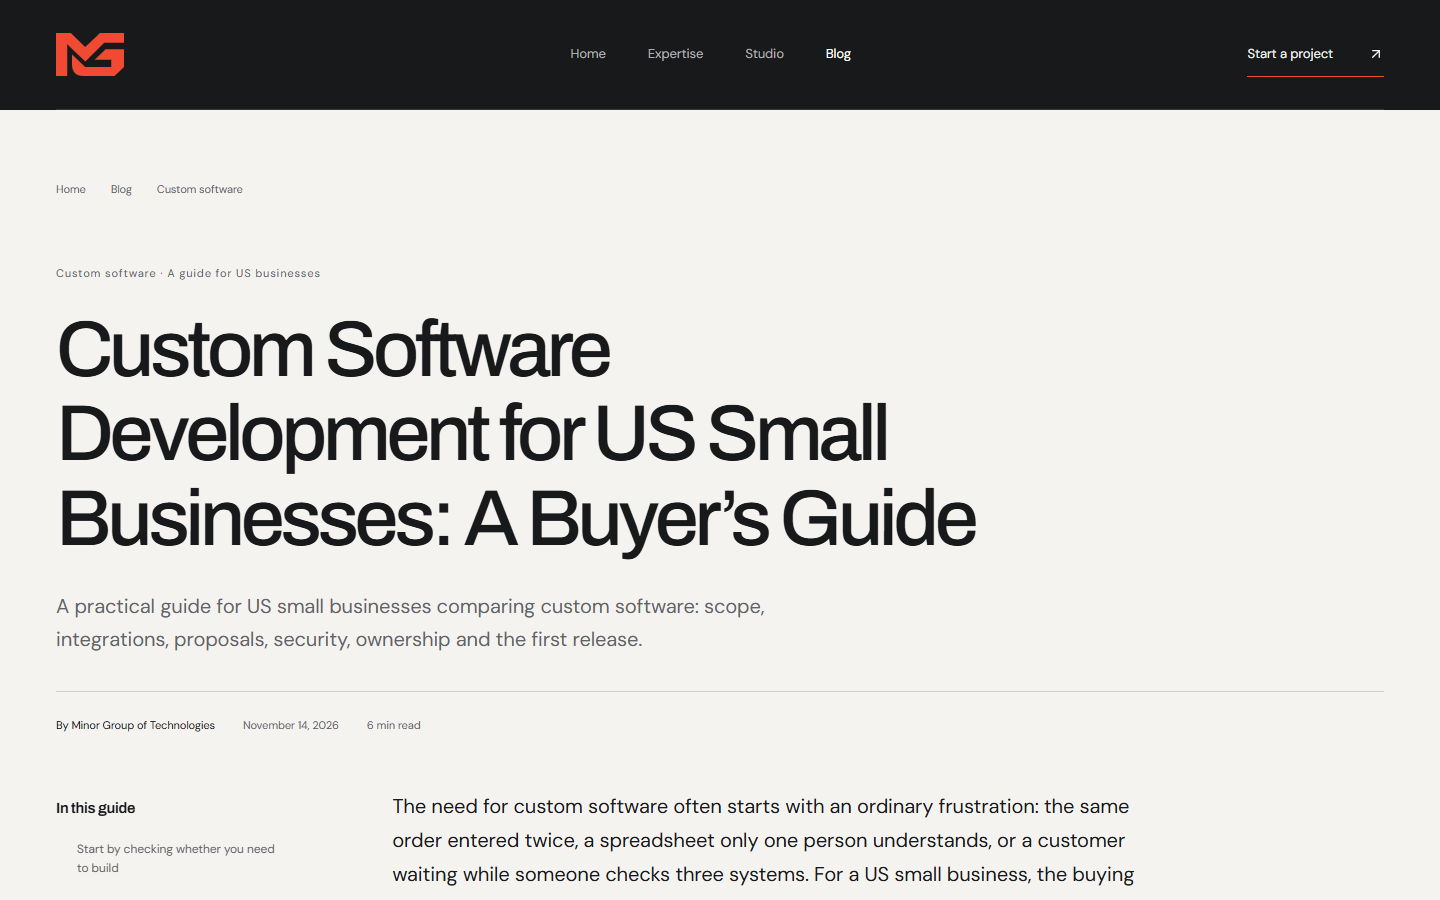 MG
Home Expertise Studio Blog
Start a project
Home Blog Custom software
Custom software · A guide for US businesses
Custom Software
Development for US Small
Businesses: A Buyer’s Guide
A practical guide for US small businesses comparing custom software: scope,
integrations, proposals, security, ownership and the first release.
By Minor Group of Technologies November 14, 2026 6 min read
In this guide
Start by checking whether you need
to build
The need for custom software often starts with an ordinary frustration: the same
order entered twice, a spreadsheet only one person understands, or a customer
waiting while someone checks three systems. For a US small business, the buying